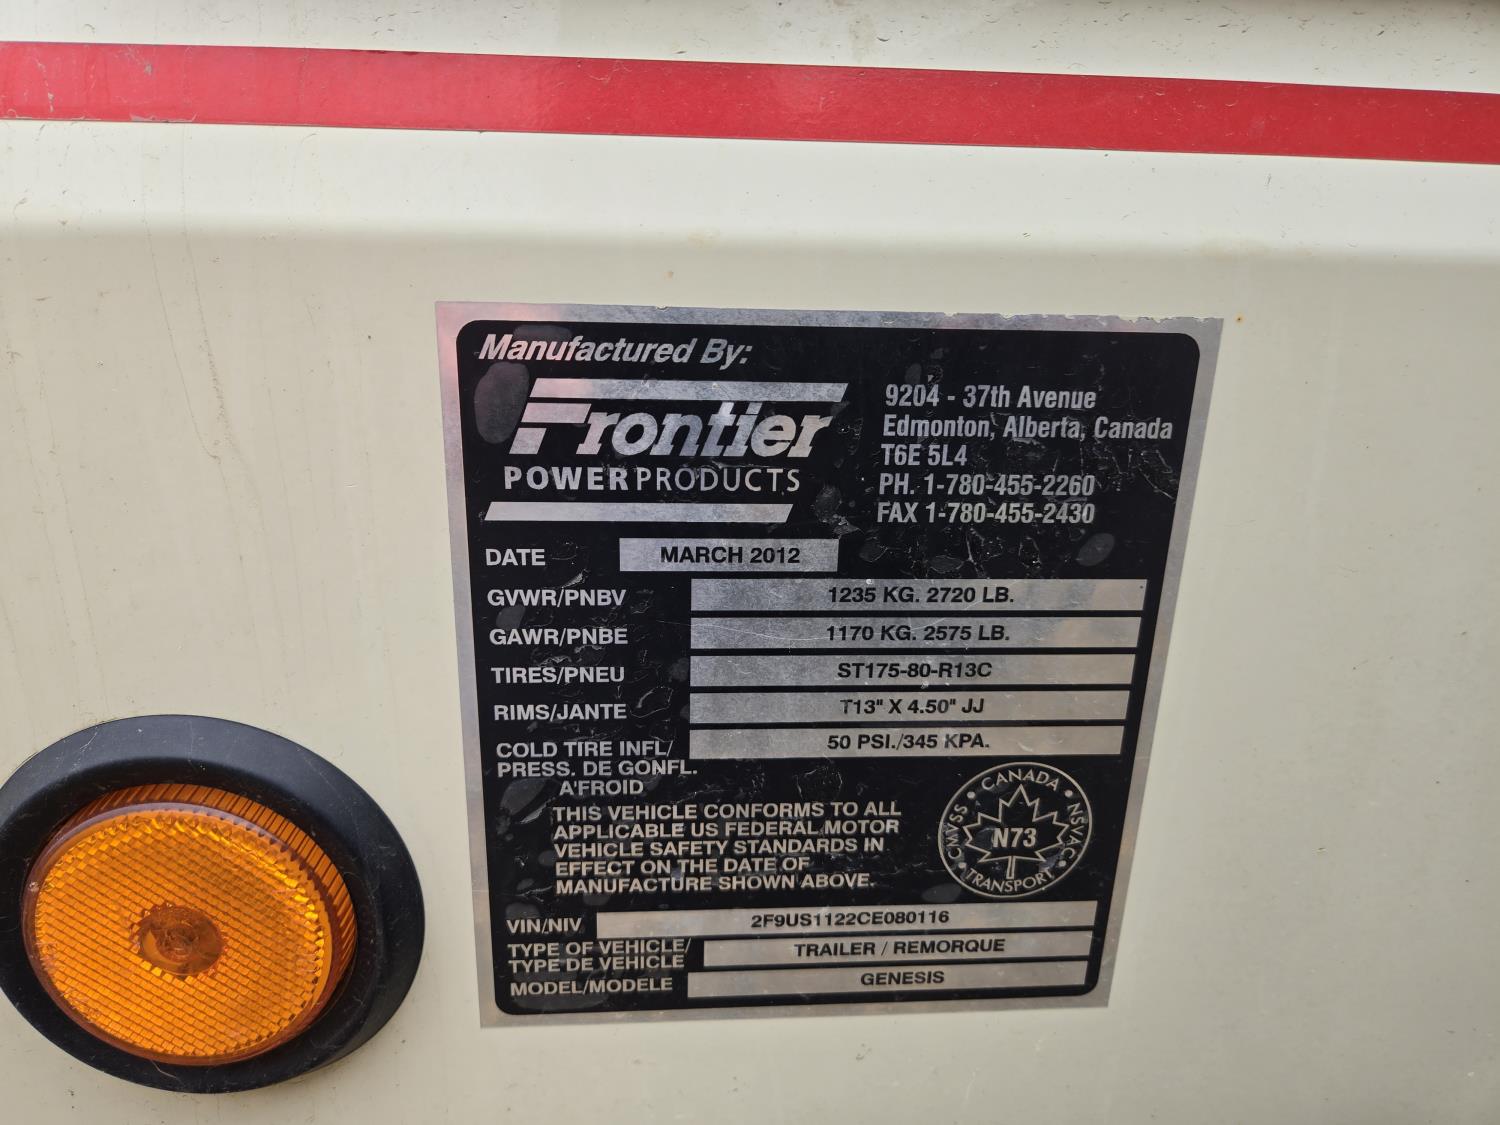 Manufactured By:
Frontier
POWER PRODUCTS
9204 - 37th Avenue
Edmonton, Alberta, Canada
T6E 5L4
PH. 1-780-455-2260
FAX 1-780-455-2430
DATE MARCH 2012
GVWR/PNBV 1235 KG. 2720 LB.
GAWR/PNBE 1170 KG. 2575 LB.
TIRES/PNEU ST175-80-R13C
RIMS/JANTE T13" X 4.50" JJ
COLD TIRE INFL/ 50 PSI./345 KPA.
PRESS. DE GONFL.
A'FROID
THIS VEHICLE CONFORMS TO ALL
APPLICABLE US FEDERAL MOTOR
VEHICLE SAFETY STANDARDS IN
EFFECT ON THE DATE OF
MANUFACTURE SHOWN ABOVE.
CANADA
CMVSS • NSVAC
N73
TRANSPORT
VIN/NIV 2F9US1122CE080116
TYPE OF VEHICLE/ TRAILER / REMORQUE
TYPE DE VEHICLE
MODEL/MODELE GENESIS